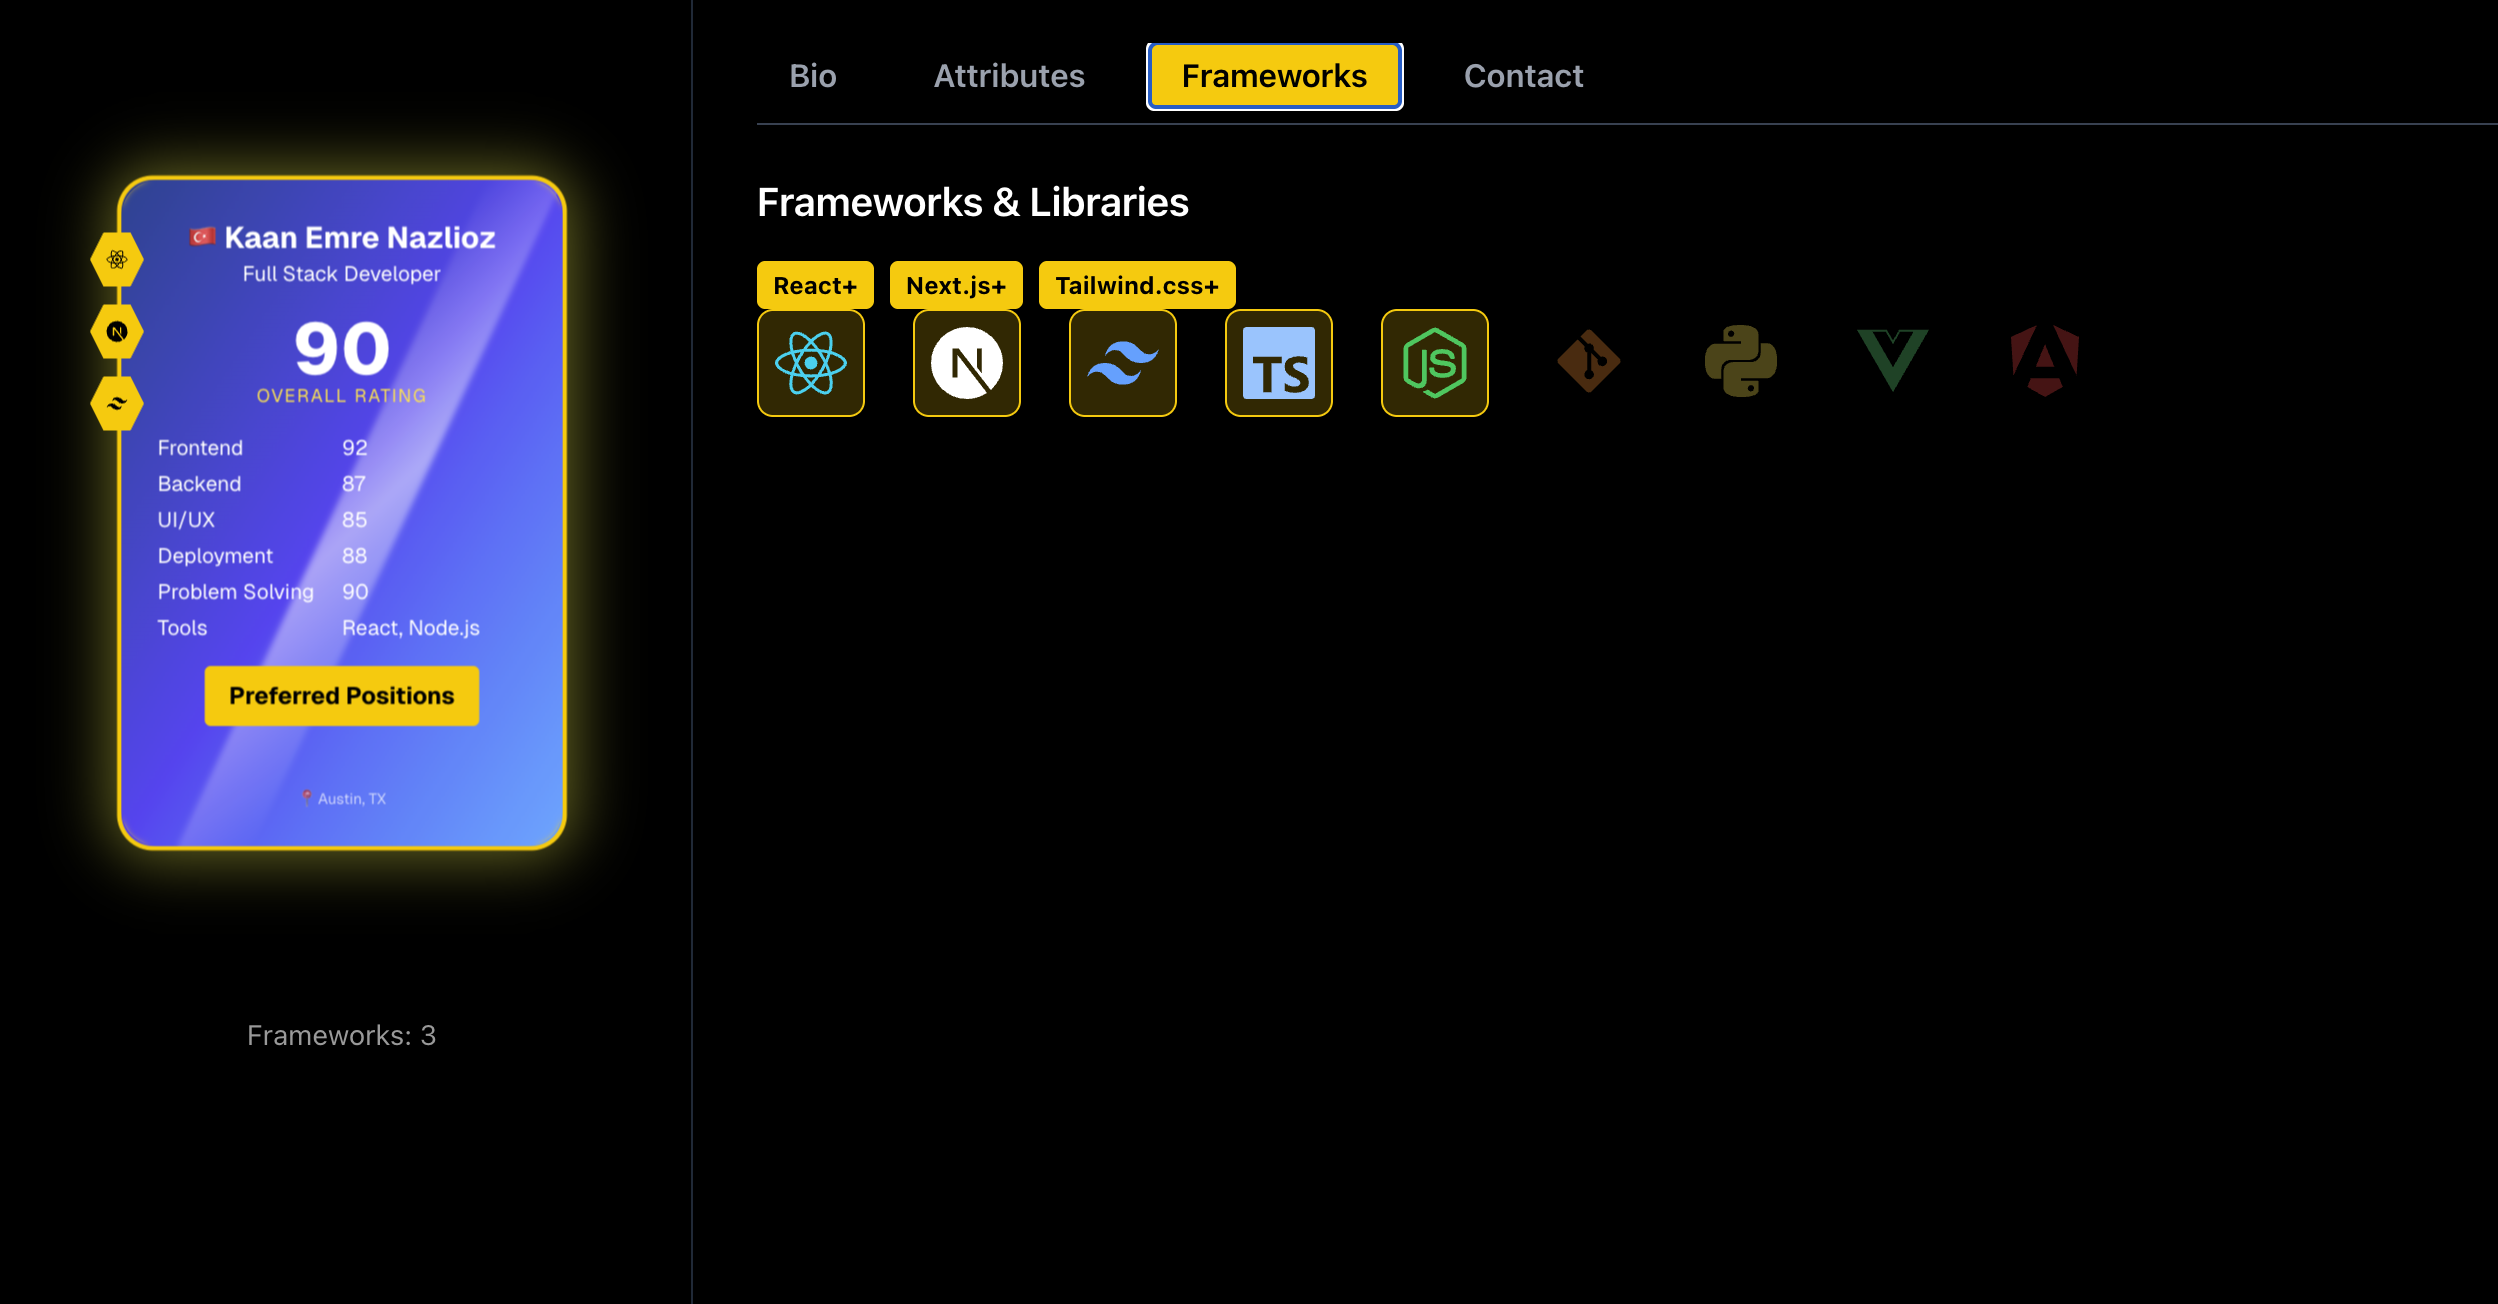 Bio Attributes Frameworks Contact
🇹🇷 Kaan Emre Nazlioz
Full Stack Developer
90
OVERALL RATING
Frontend 92
Backend 87
UI/UX 85
Deployment 88
Problem Solving 90
Tools React, Node.js
Preferred Positions
📍 Austin, TX
Frameworks: 3
Frameworks & Libraries
React+ Next.js+ Tailwind.css+
N TS JS